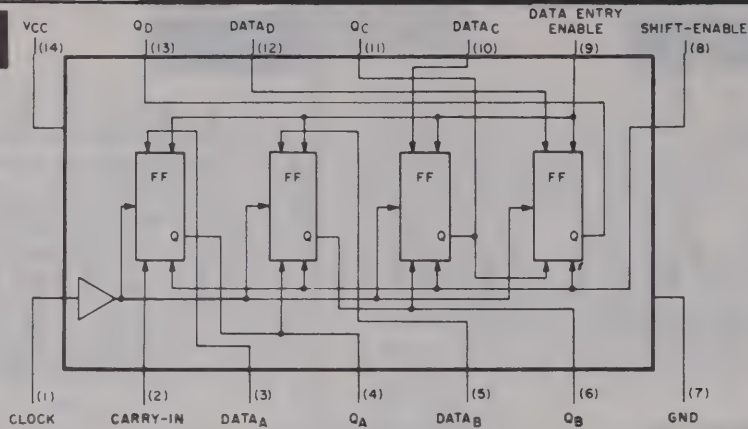 VCC QD DATAD QC DATAC DATA ENTRY ENABLE SHIFT-ENABLE
(14) (13) (12) (11) (10) (9) (8)
FF FF FF FF
Q Q Q Q
(1) (2) (3) (4) (5) (6) (7)
CLOCK CARRY-IN DATAA QA DATAB QB GND